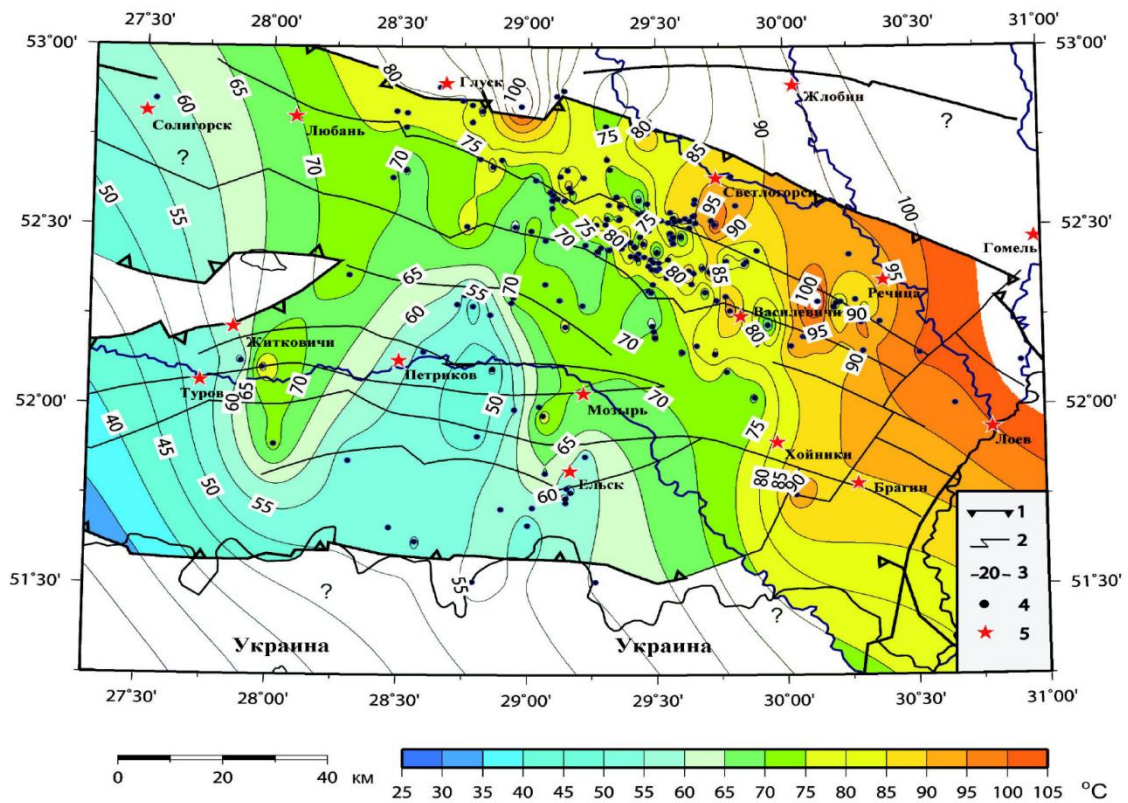 27°30' 28°00' 28°30' 29°00' 29°30' 30°00' 30°30' 31°00'
53°00' 53°00'
80 Глуск 100 Жлобин
60 65 80 90 ?
Солигорск Любань 75 85
? 70 75 70 Светлогорск
50 55 95 100
52°30' 75 75 90 52°30'
80 70 Гомель
65 55 70 80 85 100 95
60 Речица
Василевичи 90
Житковичи 80 95
Петриков 90
Туров 60 65 70 50 70
52°00' Мозырь 52°00'
40 75 Лоев
45 65 Хойники
50 Ельск 80 85 90 Брагин
55 60
1
2
-20- 3
51°30' 55 4 51°30'
? ? 5
Украина Украина
27°30' 28°00' 28°30' 29°00' 29°30' 30°00' 30°30' 31°00'
0 20 40 км
25 30 35 40 45 50 55 60 65 70 75 80 85 90 95 100 105 °C